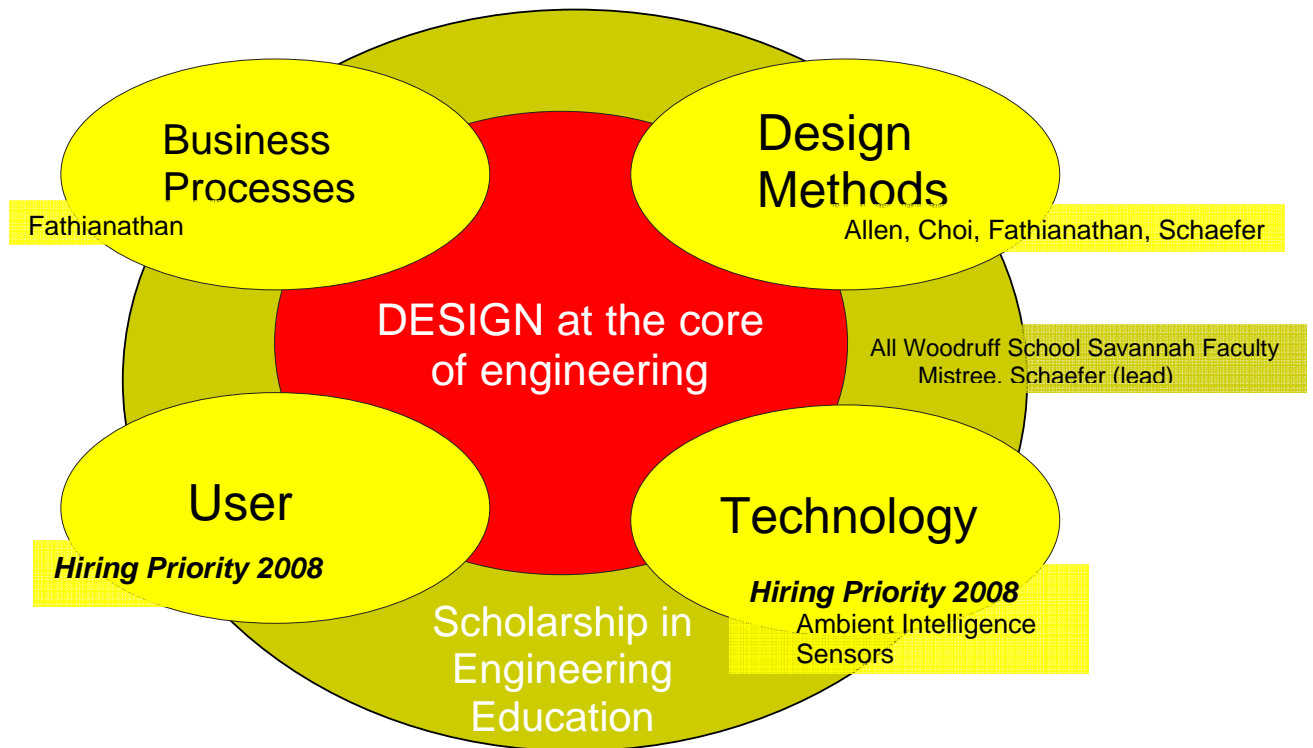 Business
Processes
Fathianathan
Design
Methods
Allen, Choi, Fathianathan, Schaefer
DESIGN at the core
of engineering
All Woodruff School Savannah Faculty
Mistree, Schaefer (lead)
User
Hiring Priority 2008
Technology
Hiring Priority 2008
Ambient Intelligence
Sensors
Scholarship in
Engineering
Education